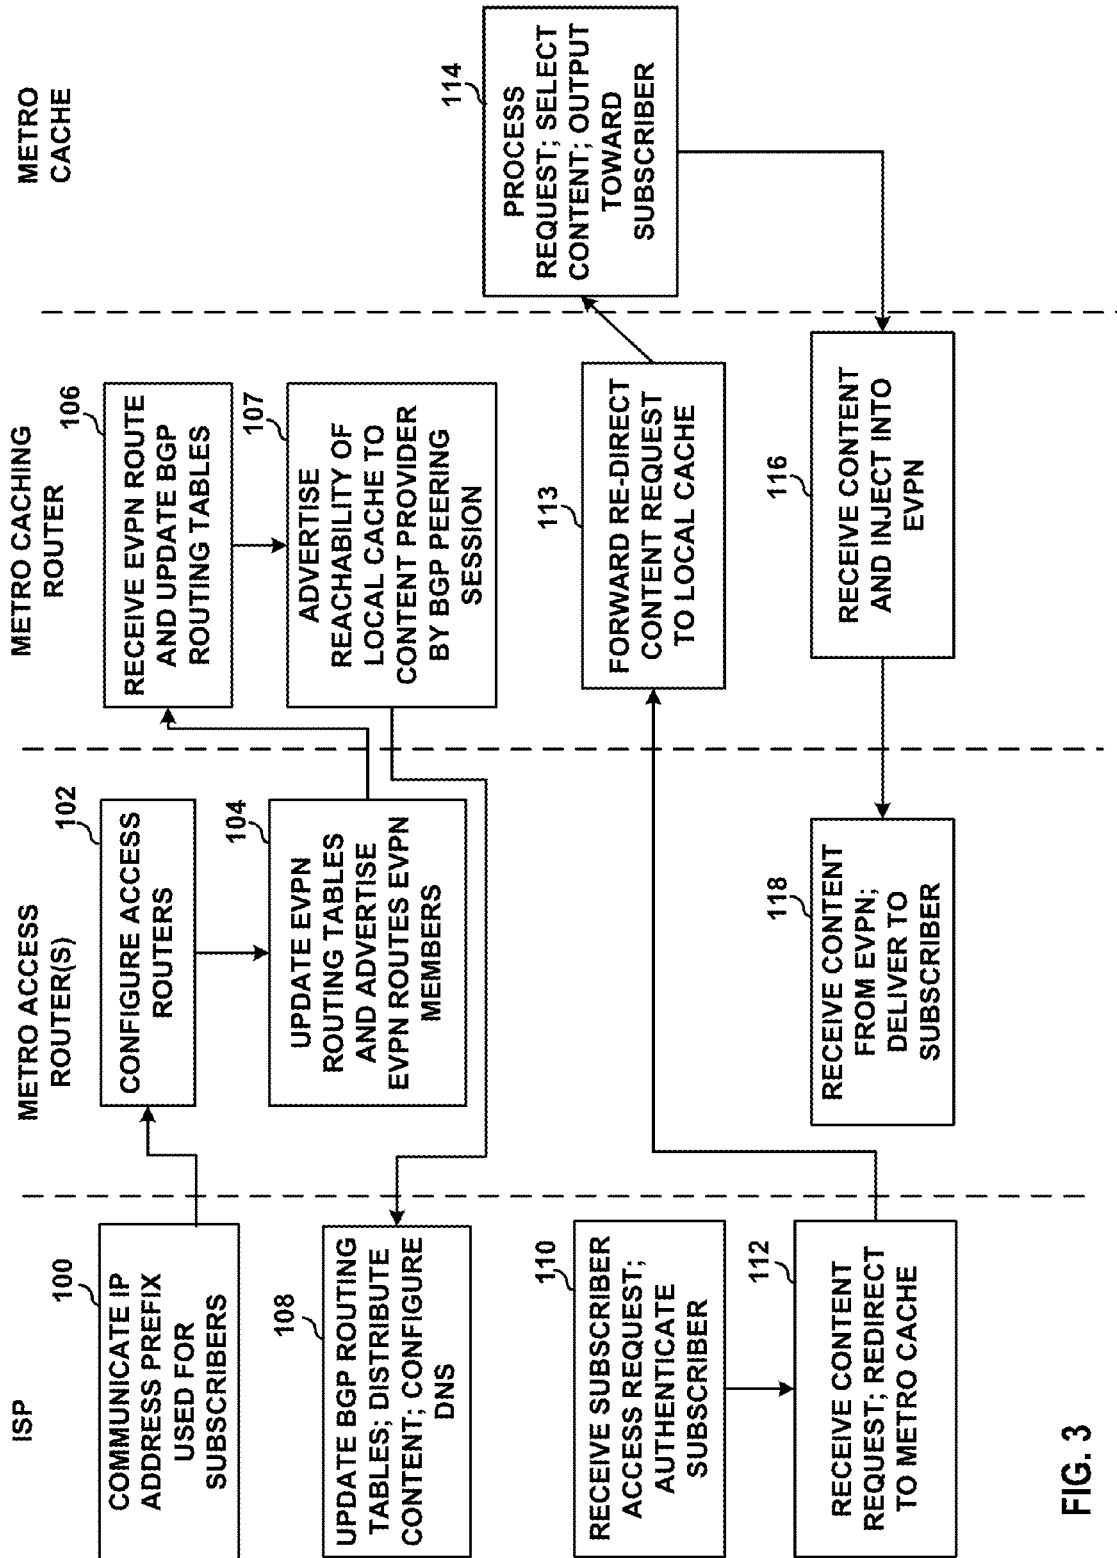 ISP
METRO ACCESS
ROUTER(S)
METRO CACHING
ROUTER
METRO
CACHE
100
COMMUNICATE IP
ADDRESS PREFIX
USED FOR
SUBSCRIBERS
102
CONFIGURE ACCESS
ROUTERS
104
UPDATE EVPN
ROUTING TABLES
AND ADVERTISE
EVPN ROUTES EVPN
MEMBERS
106
RECEIVE EVPN ROUTE
AND UPDATE BGP
ROUTING TABLES
107
ADVERTISE
REACHABILITY OF
LOCAL CACHE TO
CONTENT PROVIDER
BY BGP PEERING
SESSION
108
UPDATE BGP ROUTING
TABLES; DISTRIBUTE
CONTENT; CONFIGURE
DNS
110
RECEIVE SUBSCRIBER
ACCESS REQUEST;
AUTHENTICATE
SUBSCRIBER
112
RECEIVE CONTENT
REQUEST; REDIRECT
TO METRO CACHE
113
FORWARD RE-DIRECT
CONTENT REQUEST
TO LOCAL CACHE
114
PROCESS
REQUEST; SELECT
CONTENT; OUTPUT
TOWARD
SUBSCRIBER
116
RECEIVE CONTENT
AND INJECT INTO
EVPN
118
RECEIVE CONTENT
FROM EVPN;
DELIVER TO
SUBSCRIBER
FIG. 3